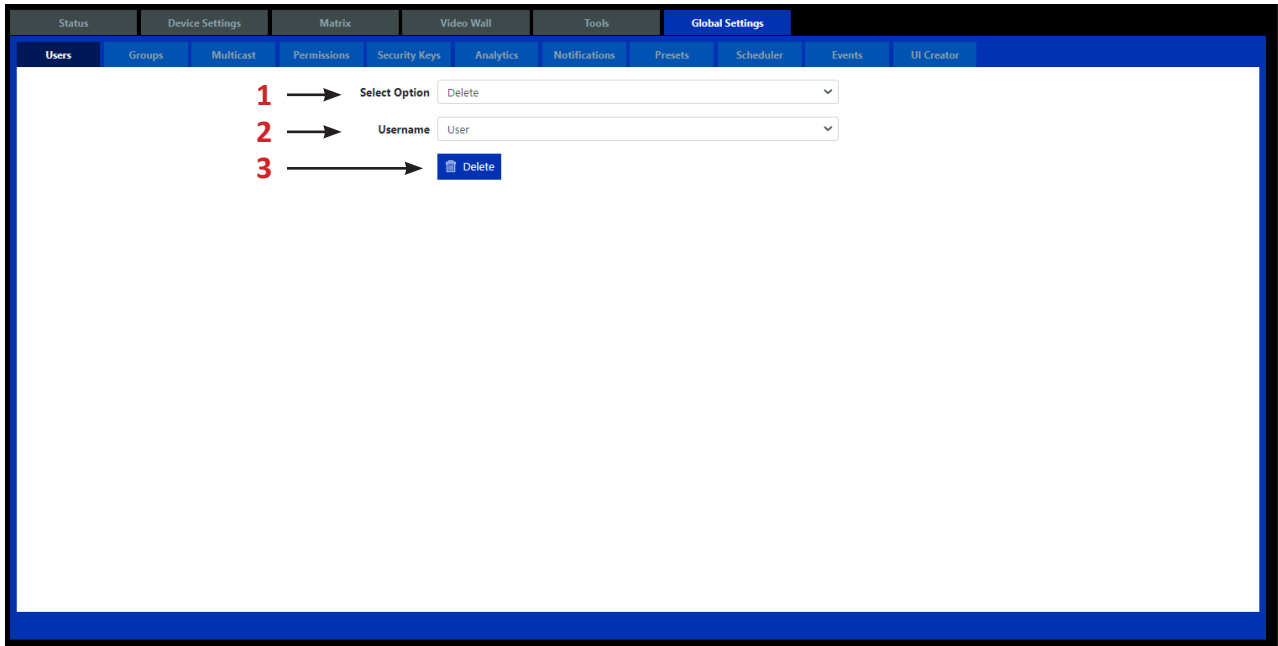 Status Device Settings Matrix Video Wall Tools Global Settings
Users Groups Multicast Permissions Security Keys Analytics Notifications Presets Scheduler Events UI Creator
1 Select Option Delete
2 Username User
3 Delete